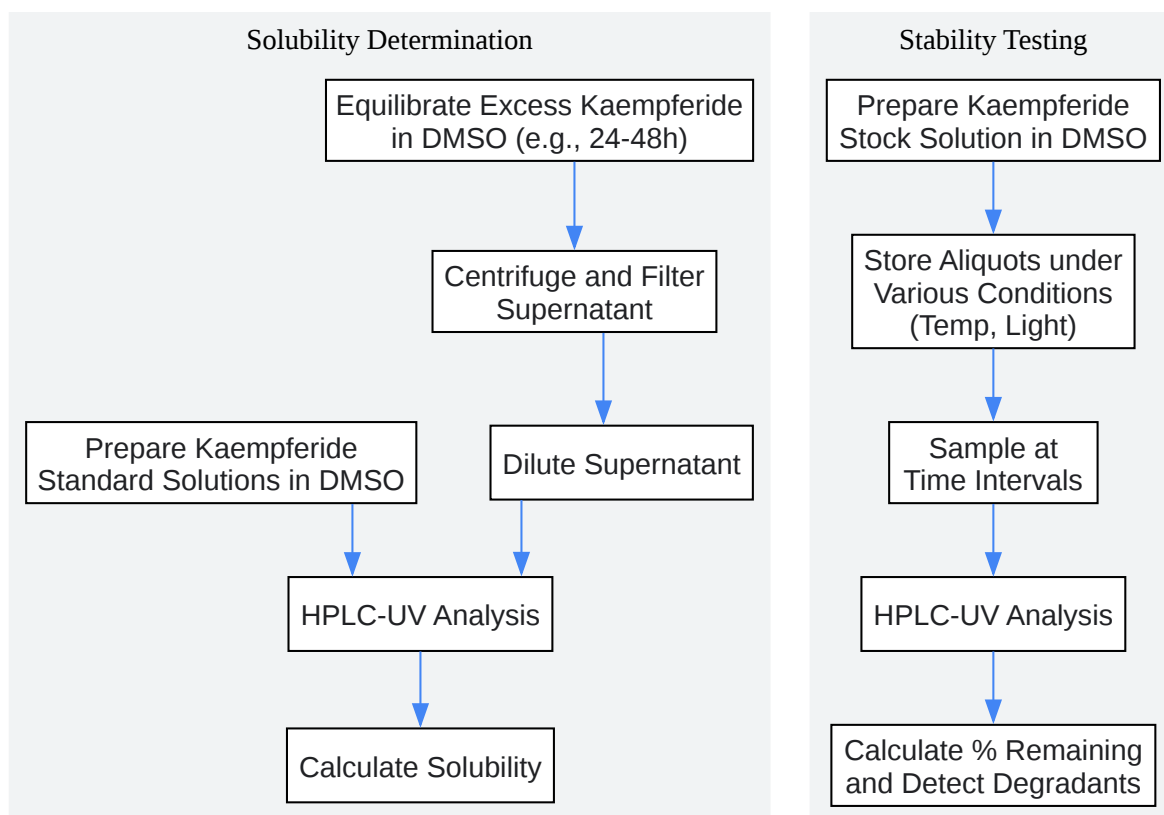 Solubility Determination
Equilibrate Excess Kaempferide
in DMSO (e.g., 24-48h)
Centrifuge and Filter
Supernatant
Prepare Kaempferide
Standard Solutions in DMSO
Dilute Supernatant
HPLC-UV Analysis
Calculate Solubility
Stability Testing
Prepare Kaempferide
Stock Solution in DMSO
Store Aliquots under
Various Conditions
(Temp, Light)
Sample at
Time Intervals
HPLC-UV Analysis
Calculate % Remaining
and Detect Degradants